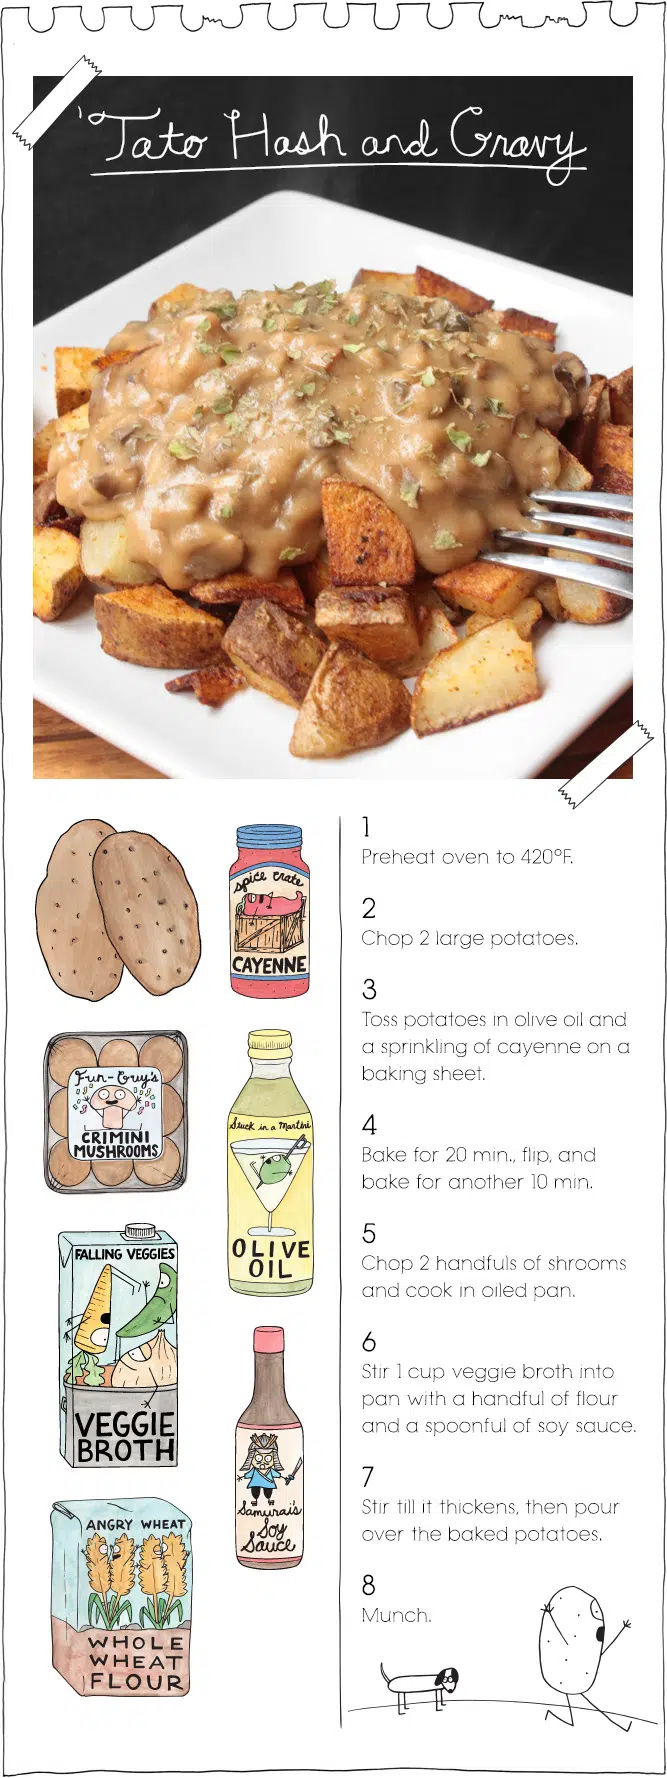 'Tato Hash and Gravy
spice crate
CAYENNE
Fun-Guy's
CRIMINI
MUSHROOMS
Stuck in a Martini
OLIVE
OIL
FALLING VEGGIES
VEGGIE
BROTH
Samurai's
Soy
Sauce
ANGRY WHEAT
WHOLE
WHEAT
FLOUR
1
Preheat oven to 420°F.
2
Chop 2 large potatoes.
3
Toss potatoes in olive oil and
a sprinkling of cayenne on a
baking sheet.
4
Bake for 20 min., flip, and
bake for another 10 min.
5
Chop 2 handfuls of shrooms
and cook in oiled pan.
6
Stir 1 cup veggie broth into
pan with a handful of flour
and a spoonful of soy sauce.
7
Stir till it thickens, then pour
over the baked potatoes.
8
Munch.